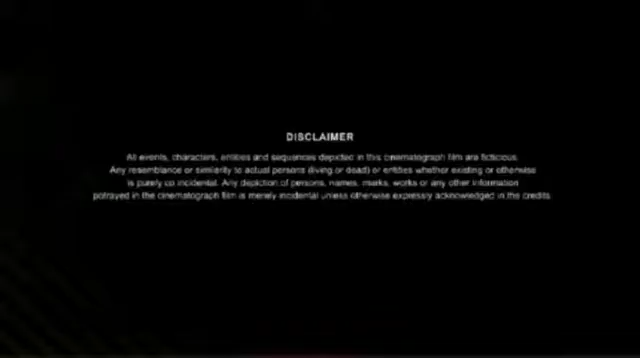 DISCLAIMER
All events, characters, entities and sequences depicted in this cinematograph film are ficticious.
Any resemblance or similarity to actual persons (living or dead) or entities whether existing or otherwise
is purely co incidental. Any depiction of persons, names, marks, works or any other information
potrayed in the cinematograph film is merely incidental unless otherwise expressly acknowledged in the credits